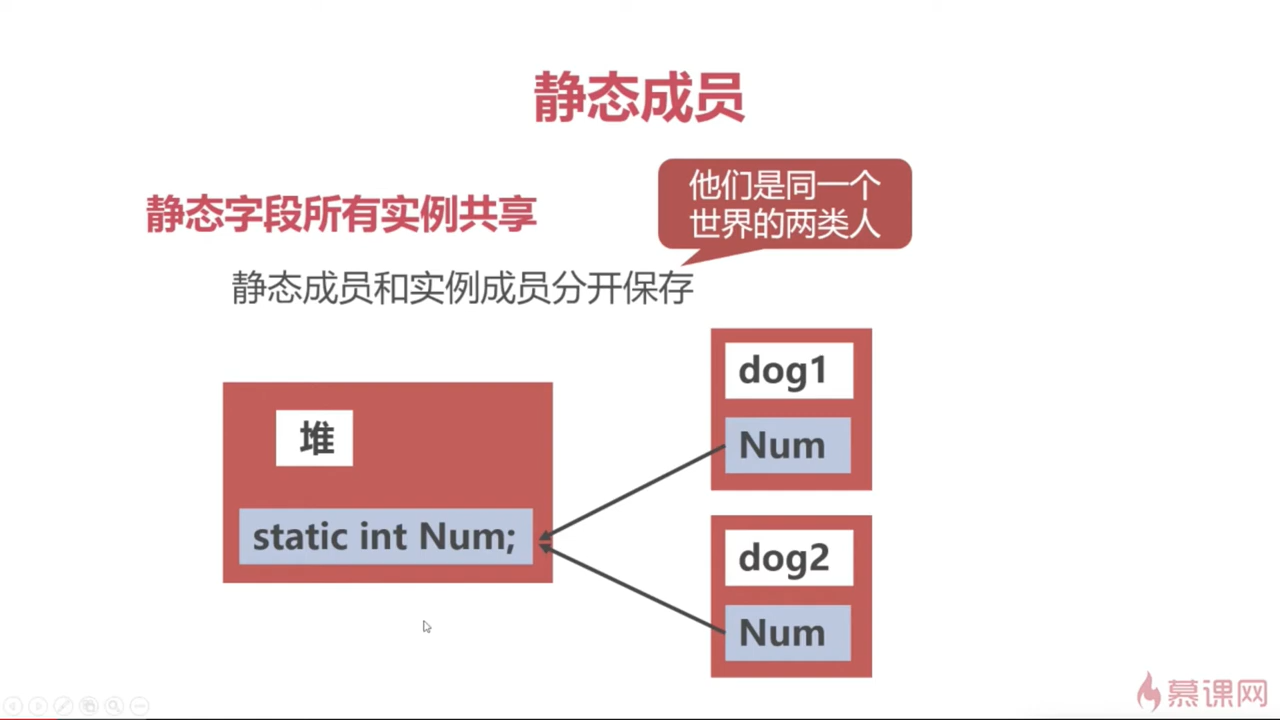 静态成员
他们是同一个
世界的两类人
静态字段所有实例共享
静态成员和实例成员分开保存
堆
static int Num;
dog1
Num
dog2
Num
慕课网